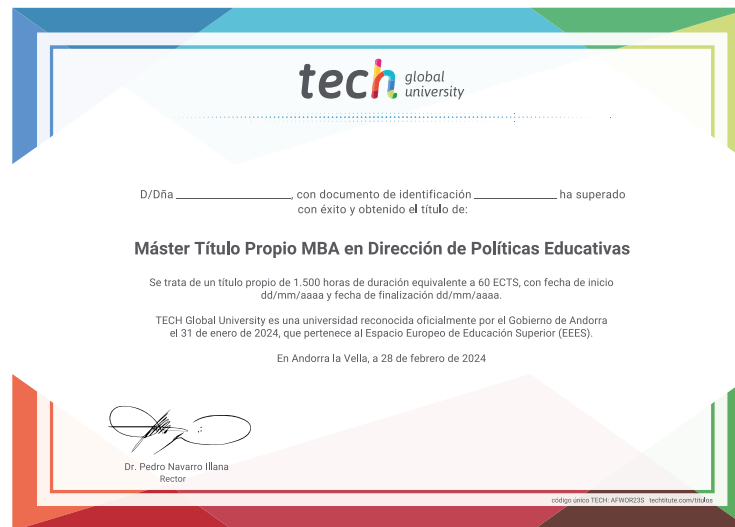 tech global university
D/Dña ________________, con documento de identificación ____________ ha superado
con éxito y obtenido el título de:
Máster Título Propio MBA en Dirección de Políticas Educativas
Se trata de un título propio de 1.500 horas de duración equivalente a 60 ECTS, con fecha de inicio
dd/mm/aaaa y fecha de finalización dd/mm/aaaa.
TECH Global University es una universidad reconocida oficialmente por el Gobierno de Andorra
el 31 de enero de 2024, que pertenece al Espacio Europeo de Educación Superior (EEES).
En Andorra la Vella, a 28 de febrero de 2024
Dr. Pedro Navarro Illana
Rector
código único TECH: AFWOR23S techtitute.com/titulos